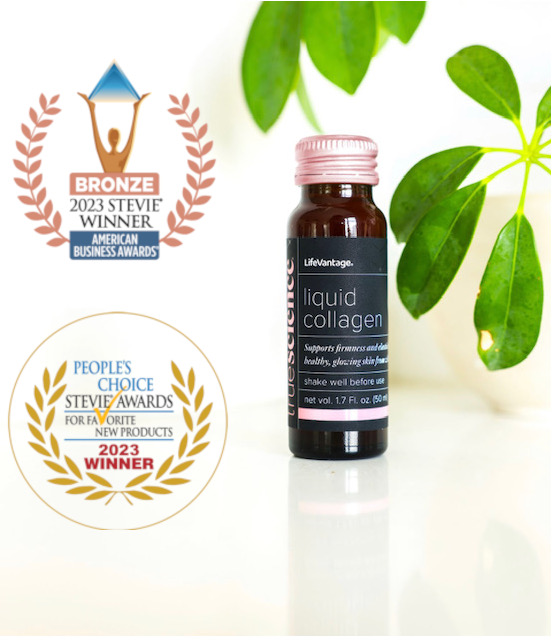 BRONZE
2023 STEVIE®
WINNER
AMERICAN
BUSINESS AWARDS®
PEOPLE'S
CHOICE
STEVIE® AWARDS
FOR FAVORITE
NEW PRODUCTS
2023
WINNER
truescience
LifeVantage®
liquid
collagen
Supports firmness and
healthy, glowing skin
shake well before use
net vol. 1.7 Fl. oz. (50 ml